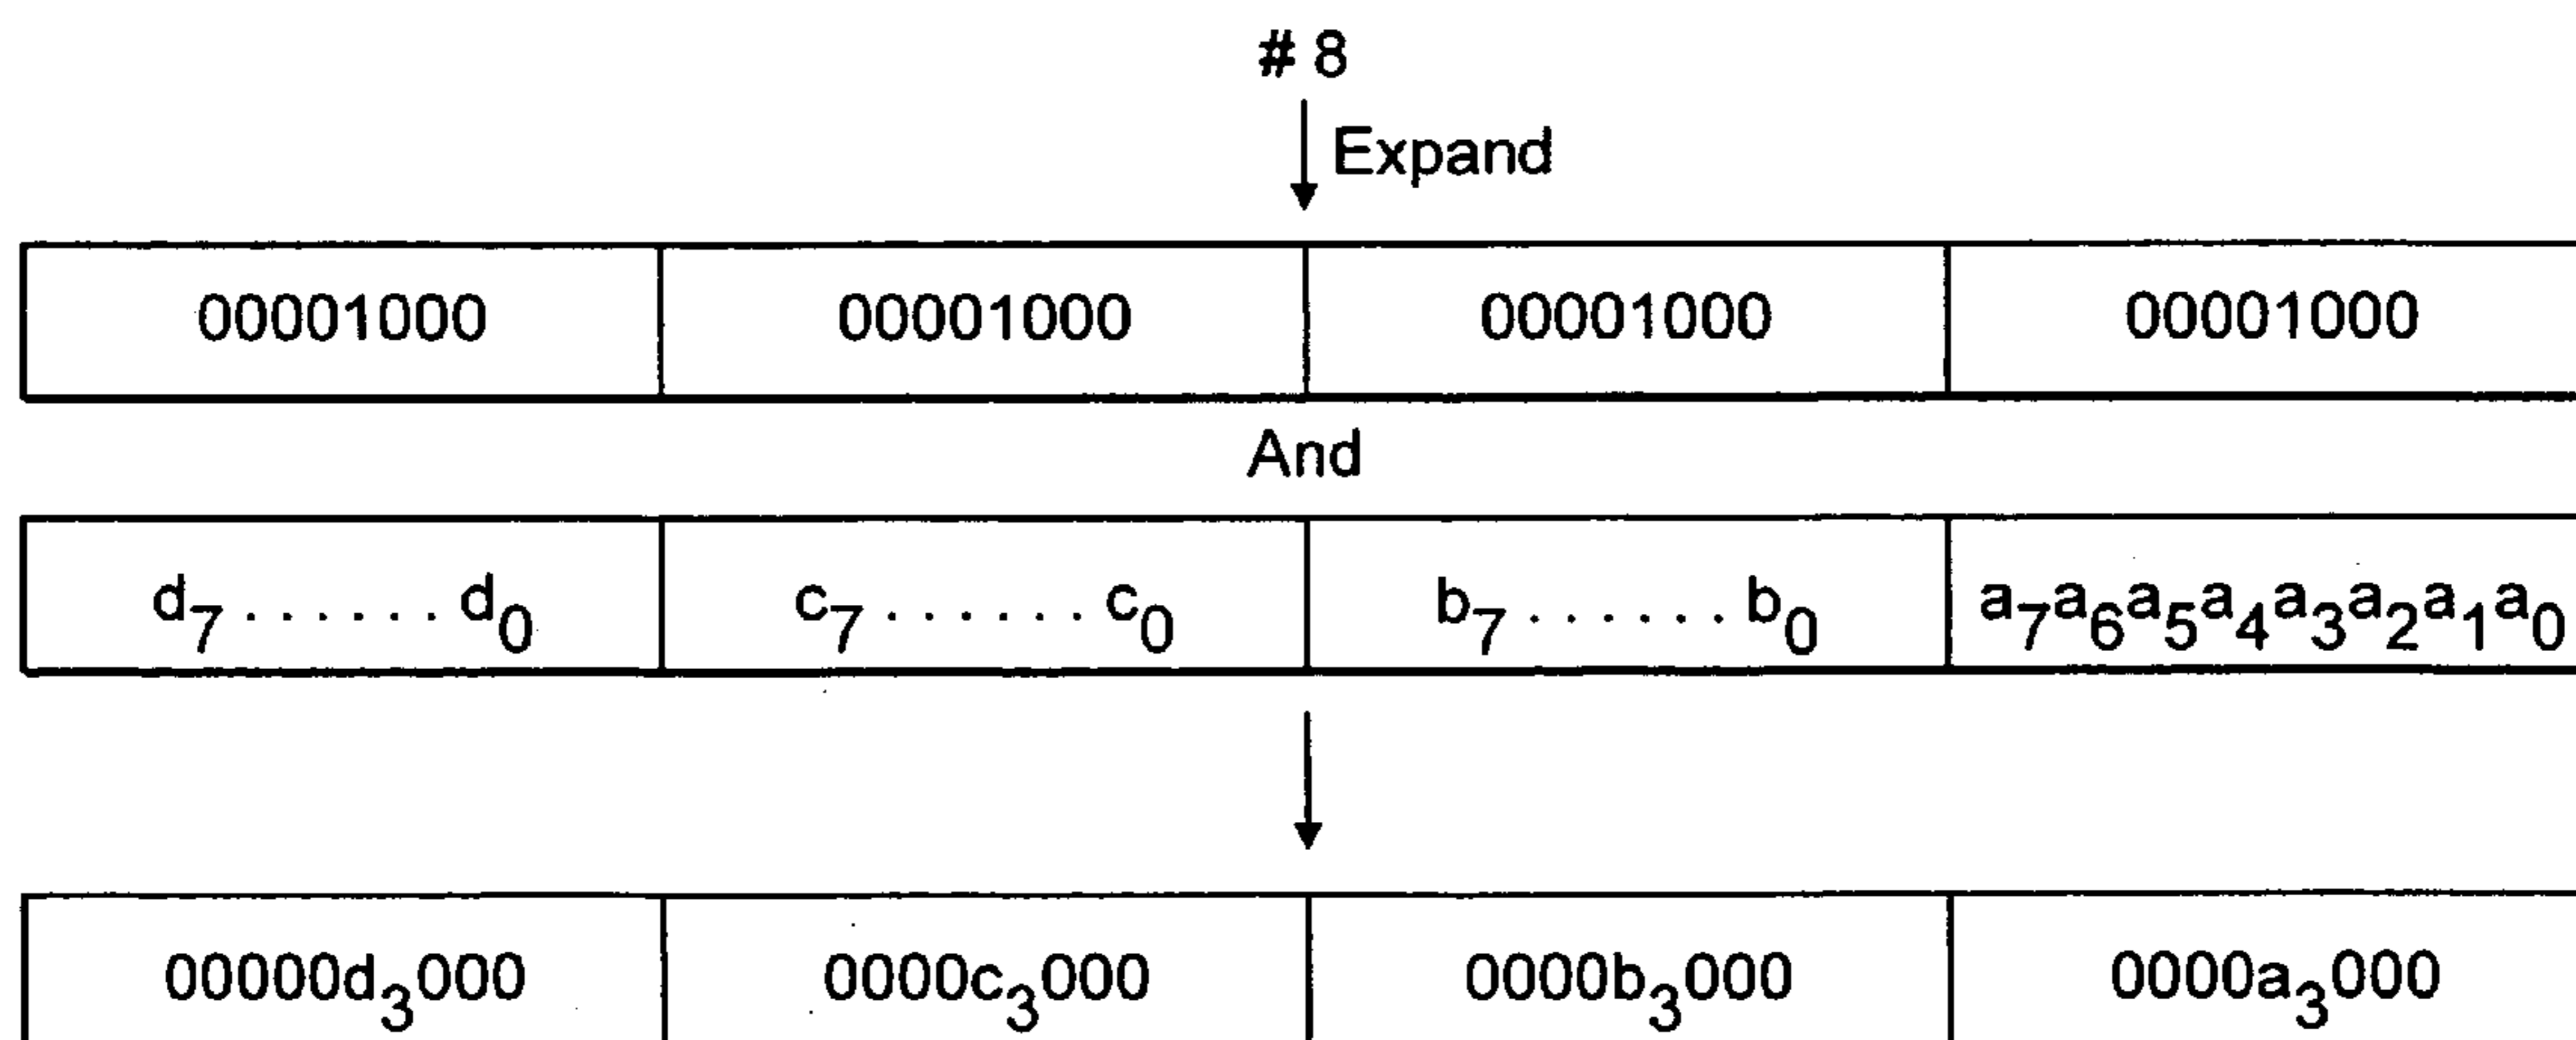 # 8
Expand
00001000 00001000 00001000 00001000
And
d7 . . . . . . d0 c7 . . . . . . c0 b7 . . . . . . b0 a7a6a5a4a3a2a1a0
00000d3000 0000c3000 0000b3000 0000a3000